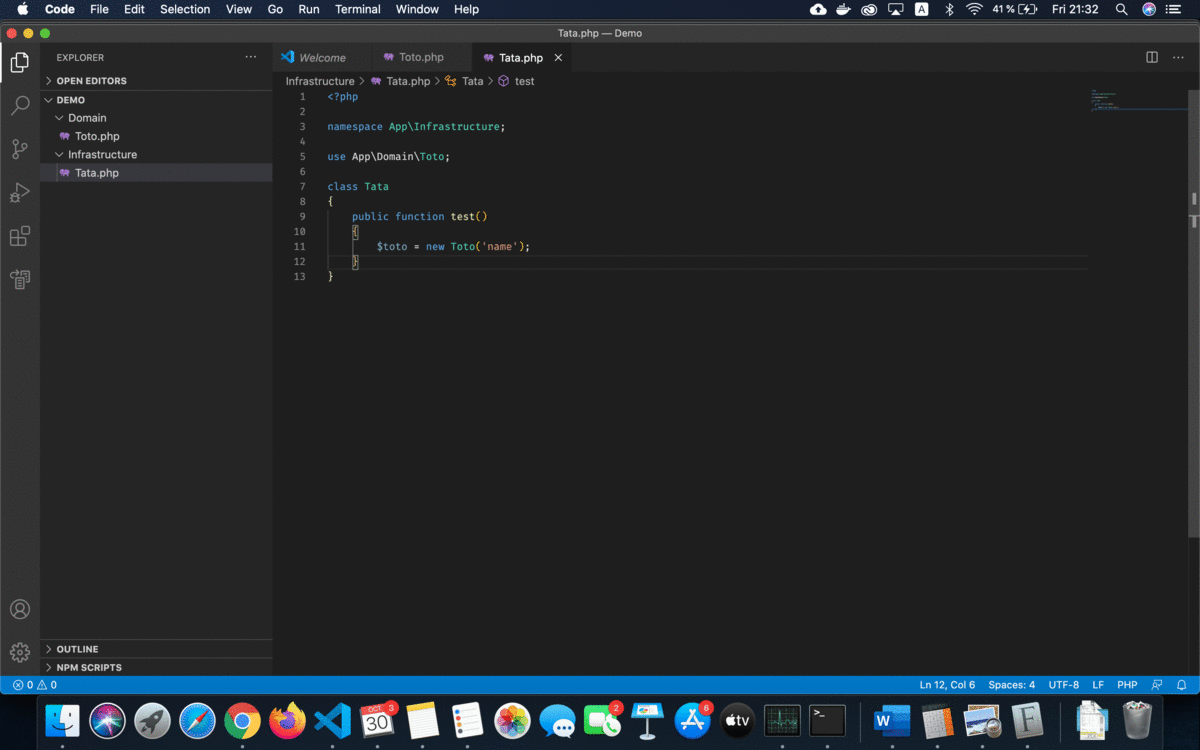 Code File Edit Selection View Go Run Terminal Window Help A 41 % Fri 21:32
Tata.php — Demo
EXPLORER
Welcome Toto.php Tata.php
OPEN EDITORS
Infrastructure Tata.php Tata test
DEMO
Domain
Toto.php
Infrastructure
Tata.php
1 <?php
2
3 namespace App\Infrastructure;
4
5 use App\Domain\Toto;
6
7 class Tata
8 {
9 public function test()
10 {
11 $toto = new Toto('name');
12 }
13 }
OUTLINE
NPM SCRIPTS
0 0 Ln 12, Col 6 Spaces: 4 UTF-8 LF PHP
OCT 30 3 2 6 tv >_ W F